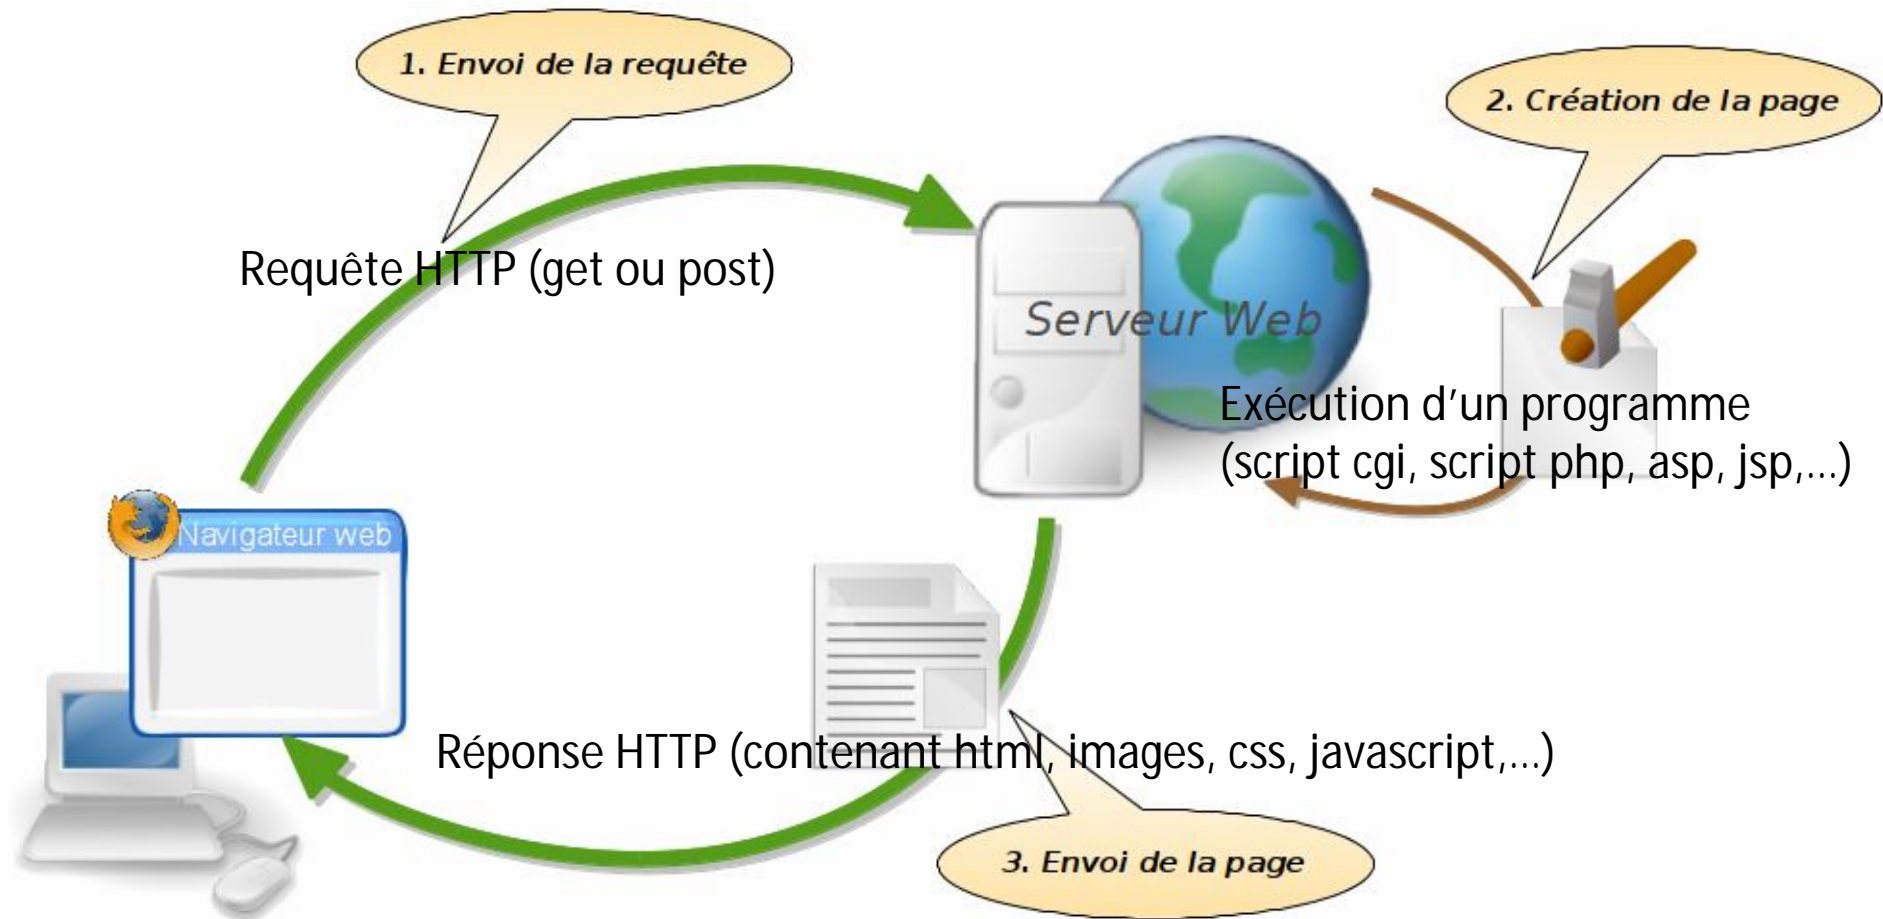 1. Envoi de la requête
2. Création de la page
Requête HTTP (get ou post)
Serveur Web
Exécution d’un programme
(script cgi, script php, asp, jsp,...)
Navigateur web
Réponse HTTP (contenant html, images, css, javascript,...)
3. Envoi de la page